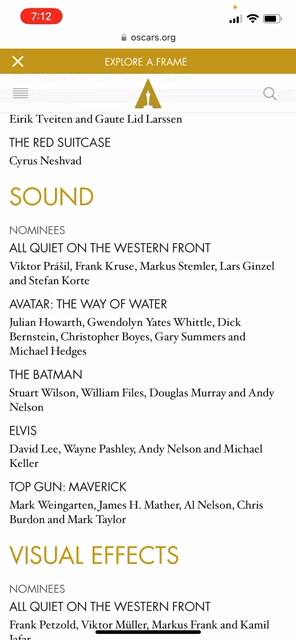 7:12
oscars.org
EXPLORE A.FRAME
Eirik Tveiten and Gaute Lid Larssen
THE RED SUITCASE
Cyrus Neshvad
SOUND
NOMINEES
ALL QUIET ON THE WESTERN FRONT
Viktor Prášil, Frank Kruse, Markus Stemler, Lars Ginzel
and Stefan Korte
AVATAR: THE WAY OF WATER
Julian Howarth, Gwendolyn Yates Whittle, Dick
Bernstein, Christopher Boyes, Gary Summers and
Michael Hedges
THE BATMAN
Stuart Wilson, William Files, Douglas Murray and Andy
Nelson
ELVIS
David Lee, Wayne Pashley, Andy Nelson and Michael
Keller
TOP GUN: MAVERICK
Mark Weingarten, James H. Mather, Al Nelson, Chris
Burdon and Mark Taylor
VISUAL EFFECTS
NOMINEES
ALL QUIET ON THE WESTERN FRONT
Frank Petzold, Viktor Müller, Markus Frank and Kamil
Jafar